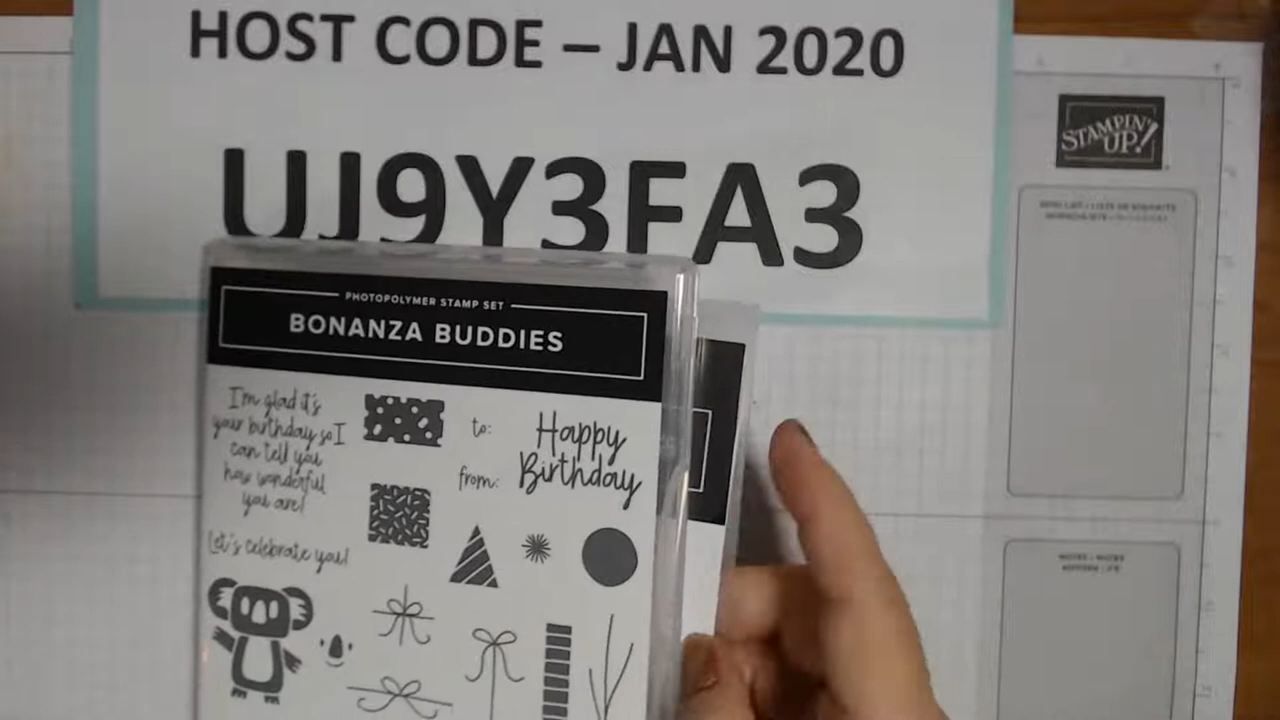 HOST CODE – JAN 2020
UJ9Y3FA3
STAMPIN' UP!
PHOTOPOLYMER STAMP SET
BONANZA BUDDIES
I'm glad it's
your birthday so I
can tell you
how wonderful
you are!
to:
from:
Happy
Birthday
Let's celebrate you!